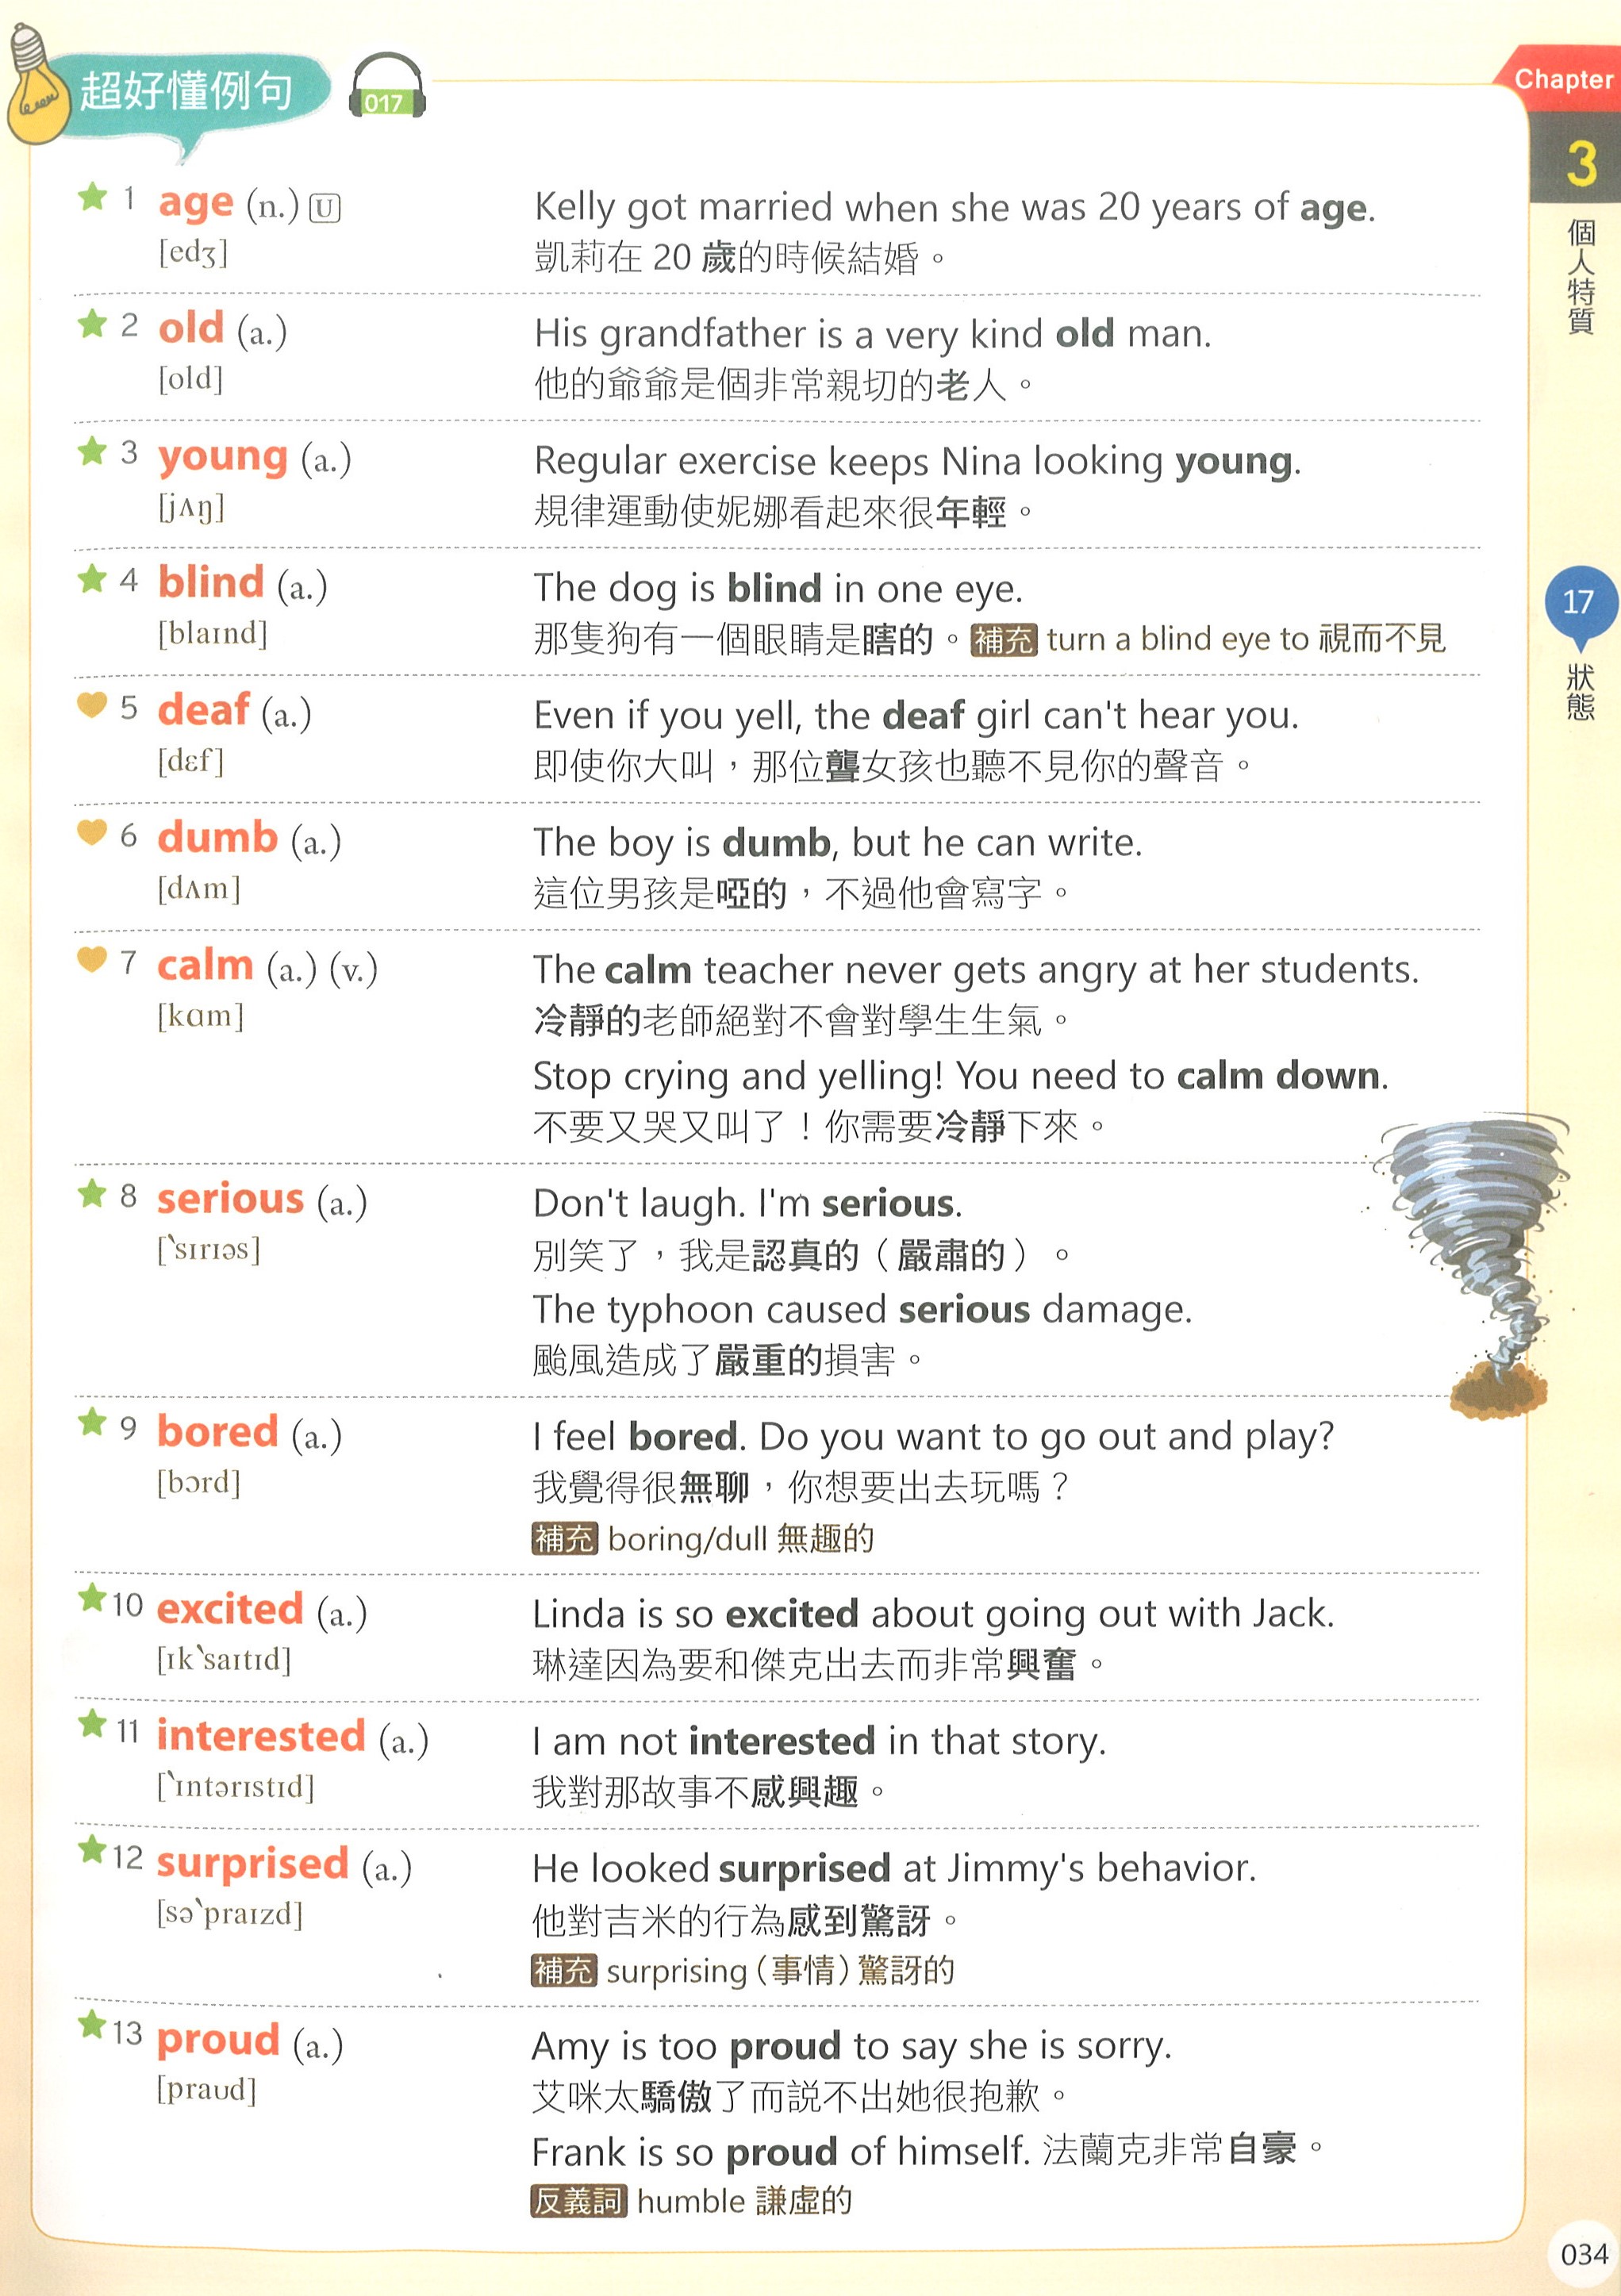 超好懂例句
017
Chapter
3
個人特質
17
狀態
1 age (n.) U
[edʒ]
Kelly got married when she was 20 years of age.
凱莉在 20 歲的時候結婚。
2 old (a.)
[old]
His grandfather is a very kind old man.
他的爺爺是個非常親切的老人。
3 young (a.)
[jʌŋ]
Regular exercise keeps Nina looking young.
規律運動使妮娜看起來很年輕。
4 blind (a.)
[blaɪnd]
The dog is blind in one eye.
那隻狗有一個眼睛是瞎的。補充 turn a blind eye to 視而不見
5 deaf (a.)
[dɛf]
Even if you yell, the deaf girl can't hear you.
即使你大叫，那位聾女孩也聽不見你的聲音。
6 dumb (a.)
[dʌm]
The boy is dumb, but he can write.
這位男孩是啞的，不過他會寫字。
7 calm (a.) (v.)
[kɑm]
The calm teacher never gets angry at her students.
冷靜的老師絕對不會對學生生氣。
Stop crying and yelling! You need to calm down.
不要又哭又叫了！你需要冷靜下來。
8 serious (a.)
[ˋsɪrɪəs]
Don't laugh. I'm serious.
別笑了，我是認真的（嚴肅的）。
The typhoon caused serious damage.
颱風造成了嚴重的損害。
9 bored (a.)
[bɔrd]
I feel bored. Do you want to go out and play?
我覺得很無聊，你想要出去玩嗎？
補充 boring/dull 無趣的
10 excited (a.)
[ɪkˋsaɪtɪd]
Linda is so excited about going out with Jack.
琳達因為要和傑克出去而非常興奮。
11 interested (a.)
[ˋɪntərɪstɪd]
I am not interested in that story.
我對那故事不感興趣。
12 surprised (a.)
[səˋpraɪzd]
He looked surprised at Jimmy's behavior.
他對吉米的行為感到驚訝。
補充 surprising（事情）驚訝的
13 proud (a.)
[praʊd]
Amy is too proud to say she is sorry.
艾咪太驕傲了而説不出她很抱歉。
Frank is so proud of himself. 法蘭克非常自豪。
反義詞 humble 謙虛的
034